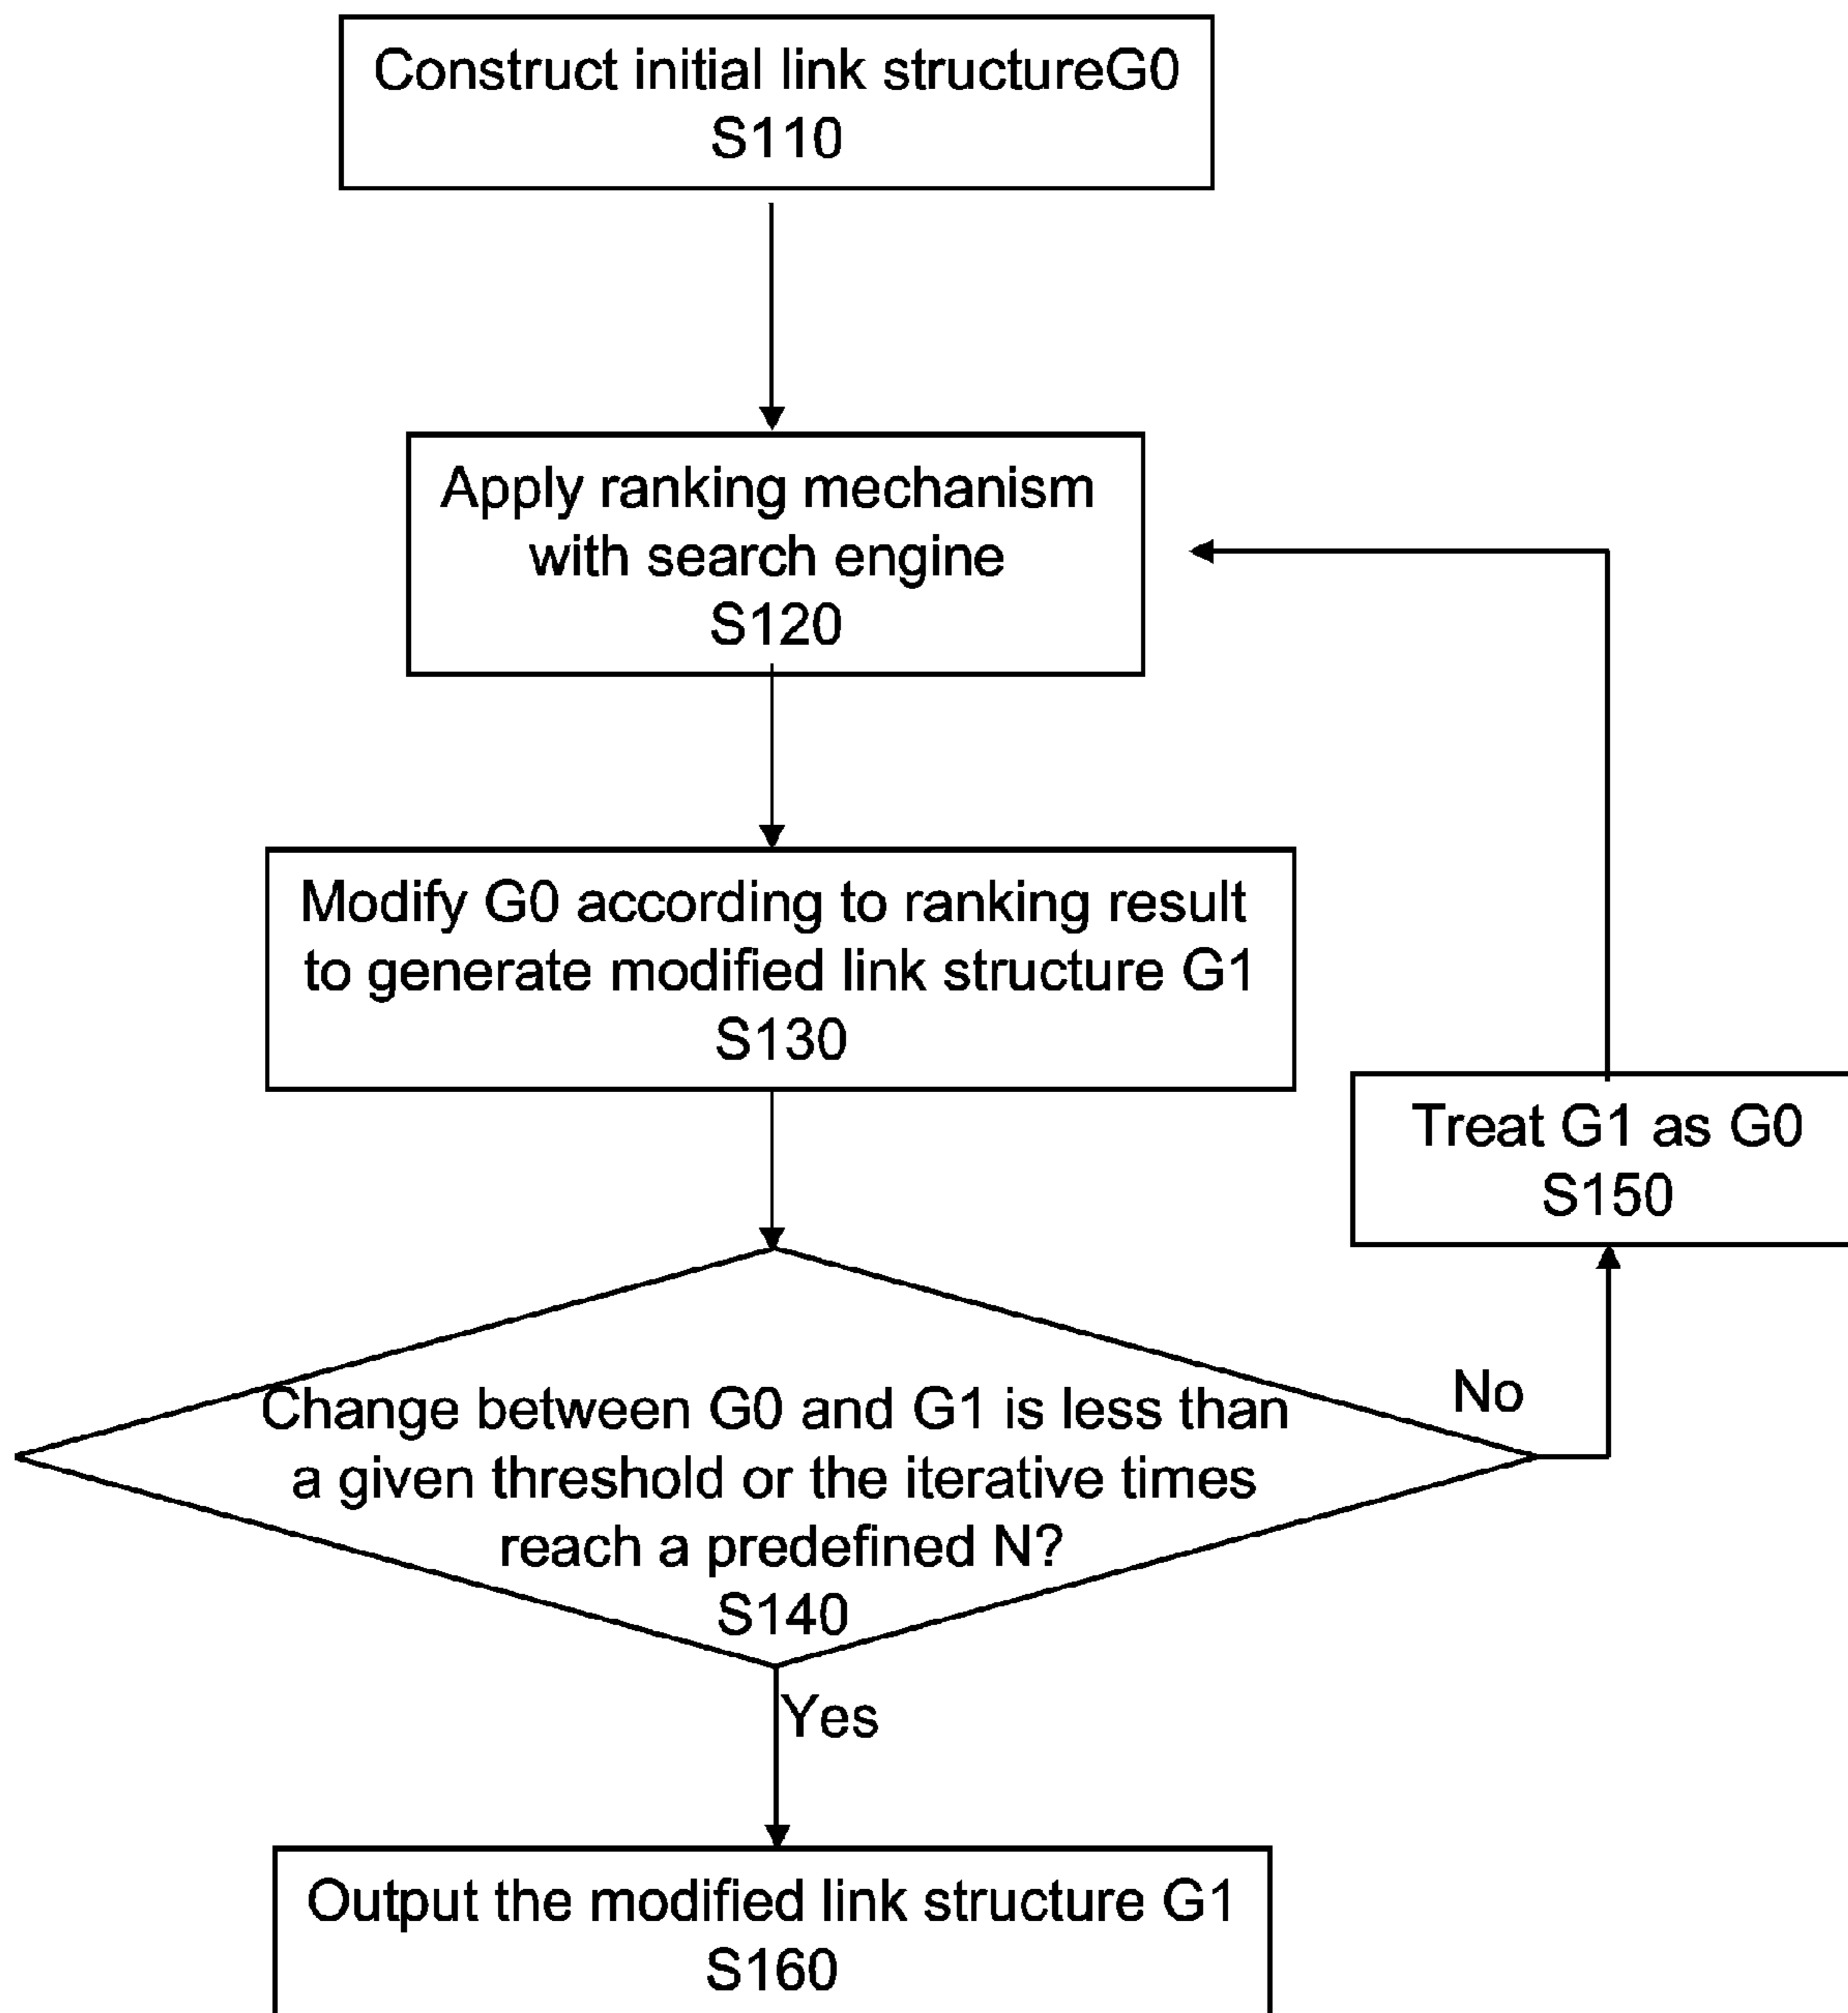 Construct initial link structureG0
S110
Apply ranking mechanism
with search engine
S120
Modify G0 according to ranking result
to generate modified link structure G1
S130
Treat G1 as G0
S150
Change between G0 and G1 is less than
a given threshold or the iterative times
reach a predefined N?
S140
No
Yes
Output the modified link structure G1
S160